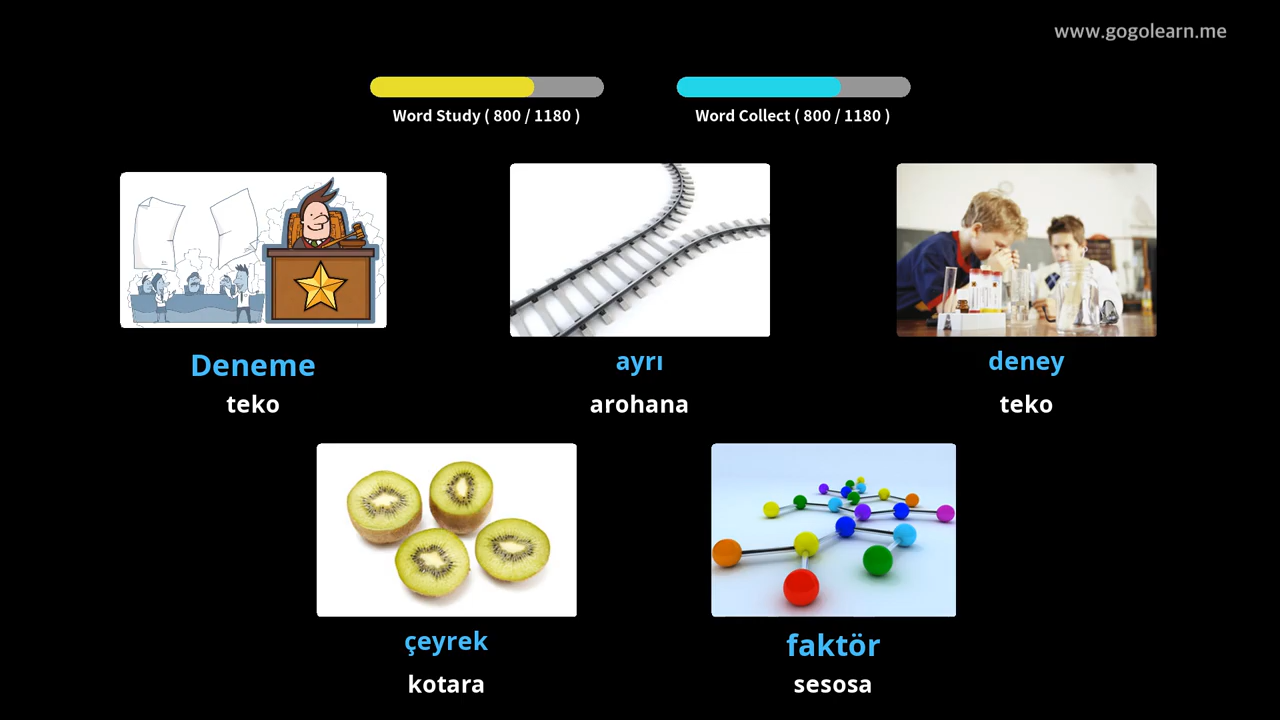 www.gogolearn.me
Word Study ( 800 / 1180 )
Word Collect ( 800 / 1180 )
Deneme
teko
ayrı
arohana
deney
teko
çeyrek
kotara
faktör
sesosa